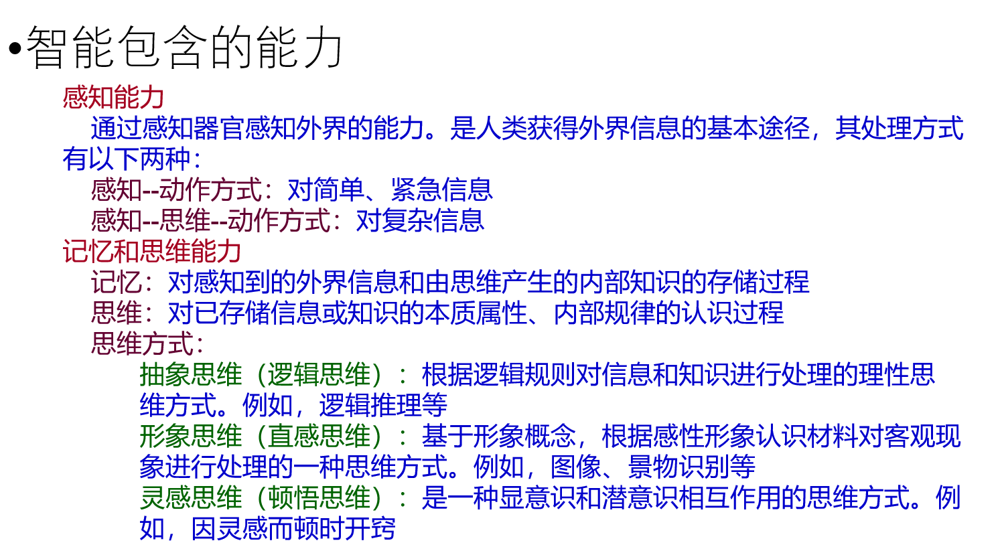 •智能包含的能力
感知能力
通过感知器官感知外界的能力。是人类获得外界信息的基本途径，其处理方式
有以下两种：
感知--动作方式：对简单、紧急信息
感知--思维--动作方式：对复杂信息
记忆和思维能力
记忆：对感知到的外界信息和由思维产生的内部知识的存储过程
思维：对已存储信息或知识的本质属性、内部规律的认识过程
思维方式：
抽象思维（逻辑思维）：根据逻辑规则对信息和知识进行处理的理性思
维方式。例如，逻辑推理等
形象思维（直感思维）：基于形象概念，根据感性形象认识材料对客观现
象进行处理的一种思维方式。例如，图像、景物识别等
灵感思维（顿悟思维）：是一种显意识和潜意识相互作用的思维方式。例
如，因灵感而顿时开窍